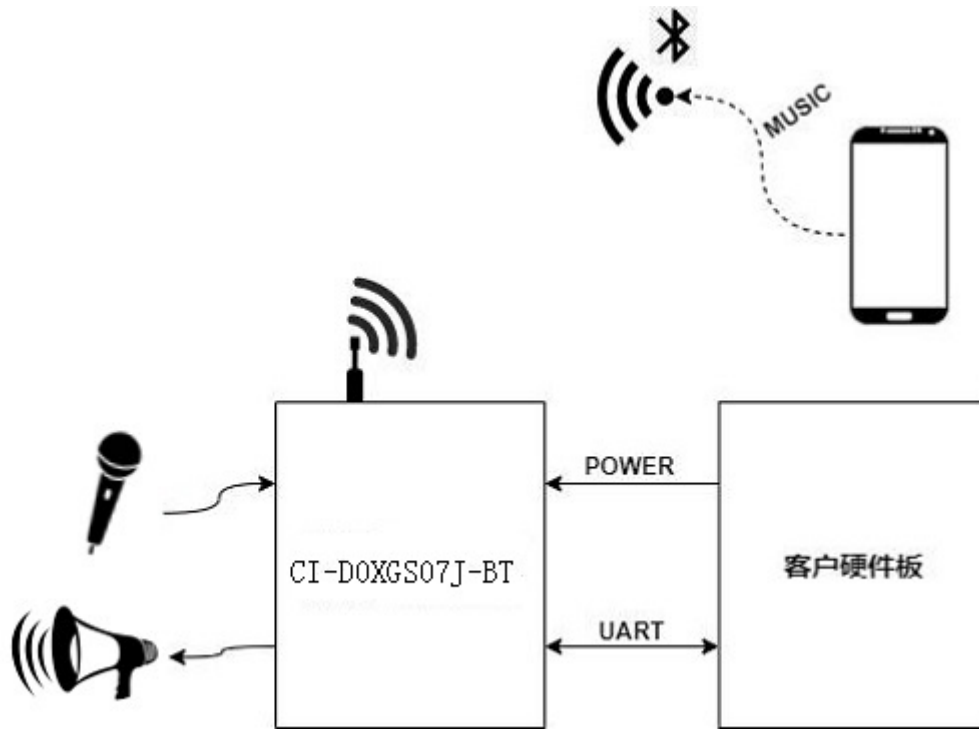 MUSIC
POWER
CI-D0XGS07J-BT
客户硬件板
UART